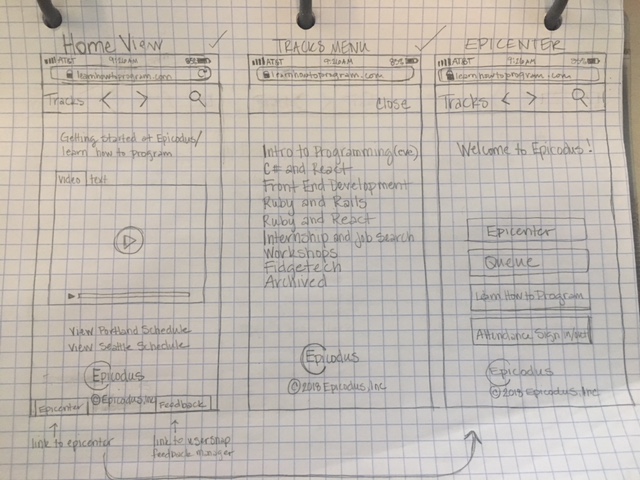 Home View
AT&T 9:26AM 85%
learnhowtoprogram.com
Tracks < >
Getting started at Epicodus/
learn how to program
video text
View Portland Schedule
View Seattle Schedule
Epicodus
©Epicodus, Inc
Epicenter
Feedback
link to epicenter
link to usersnap
feedback manager
TRACKS MENU
AT&T 9:26AM 85%
learnhowtoprogram.com
close
Intro to Programming (eve)
C# and React
Front End Development
Ruby and Rails
Ruby and React
Internship and job search
Workshops
Fidgetech
Archived
Epicodus
©2018 Epicodus, Inc
EPICENTER
AT&T 9:26AM 85%
learnhowtoprogram.com
Tracks < >
Welcome to Epicodus!
Epicenter
Queue
Learn How to Program
Attendance Sign in/out
Epicodus
©2018 Epicodus, Inc